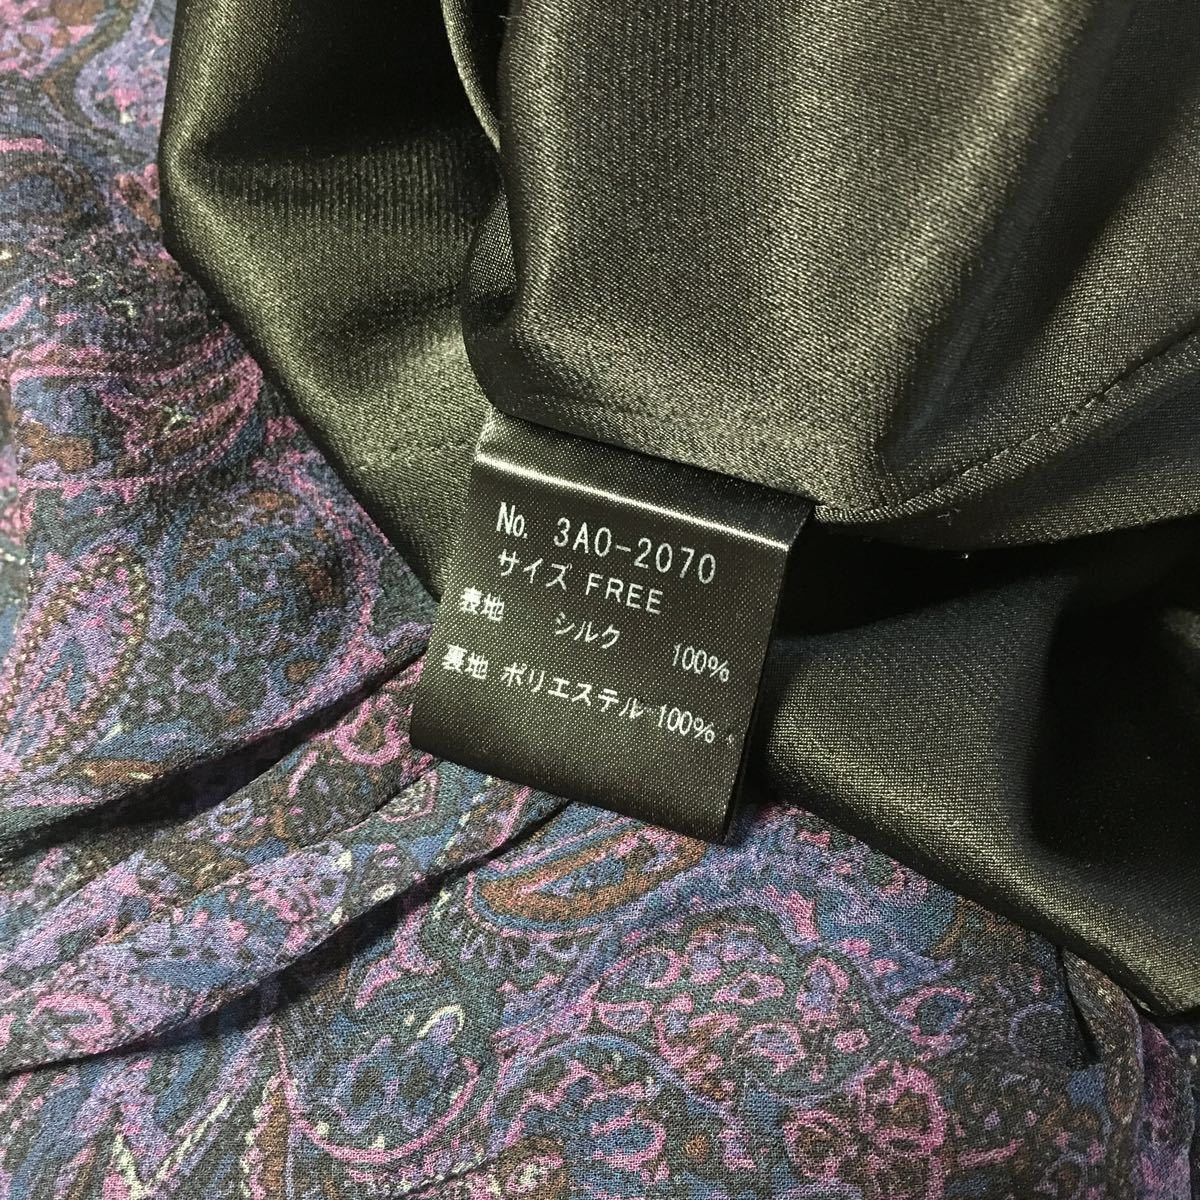 No. 3A0-2070
サイズ FREE
表地 シルク 100%
裏地 ポリエステル 100%